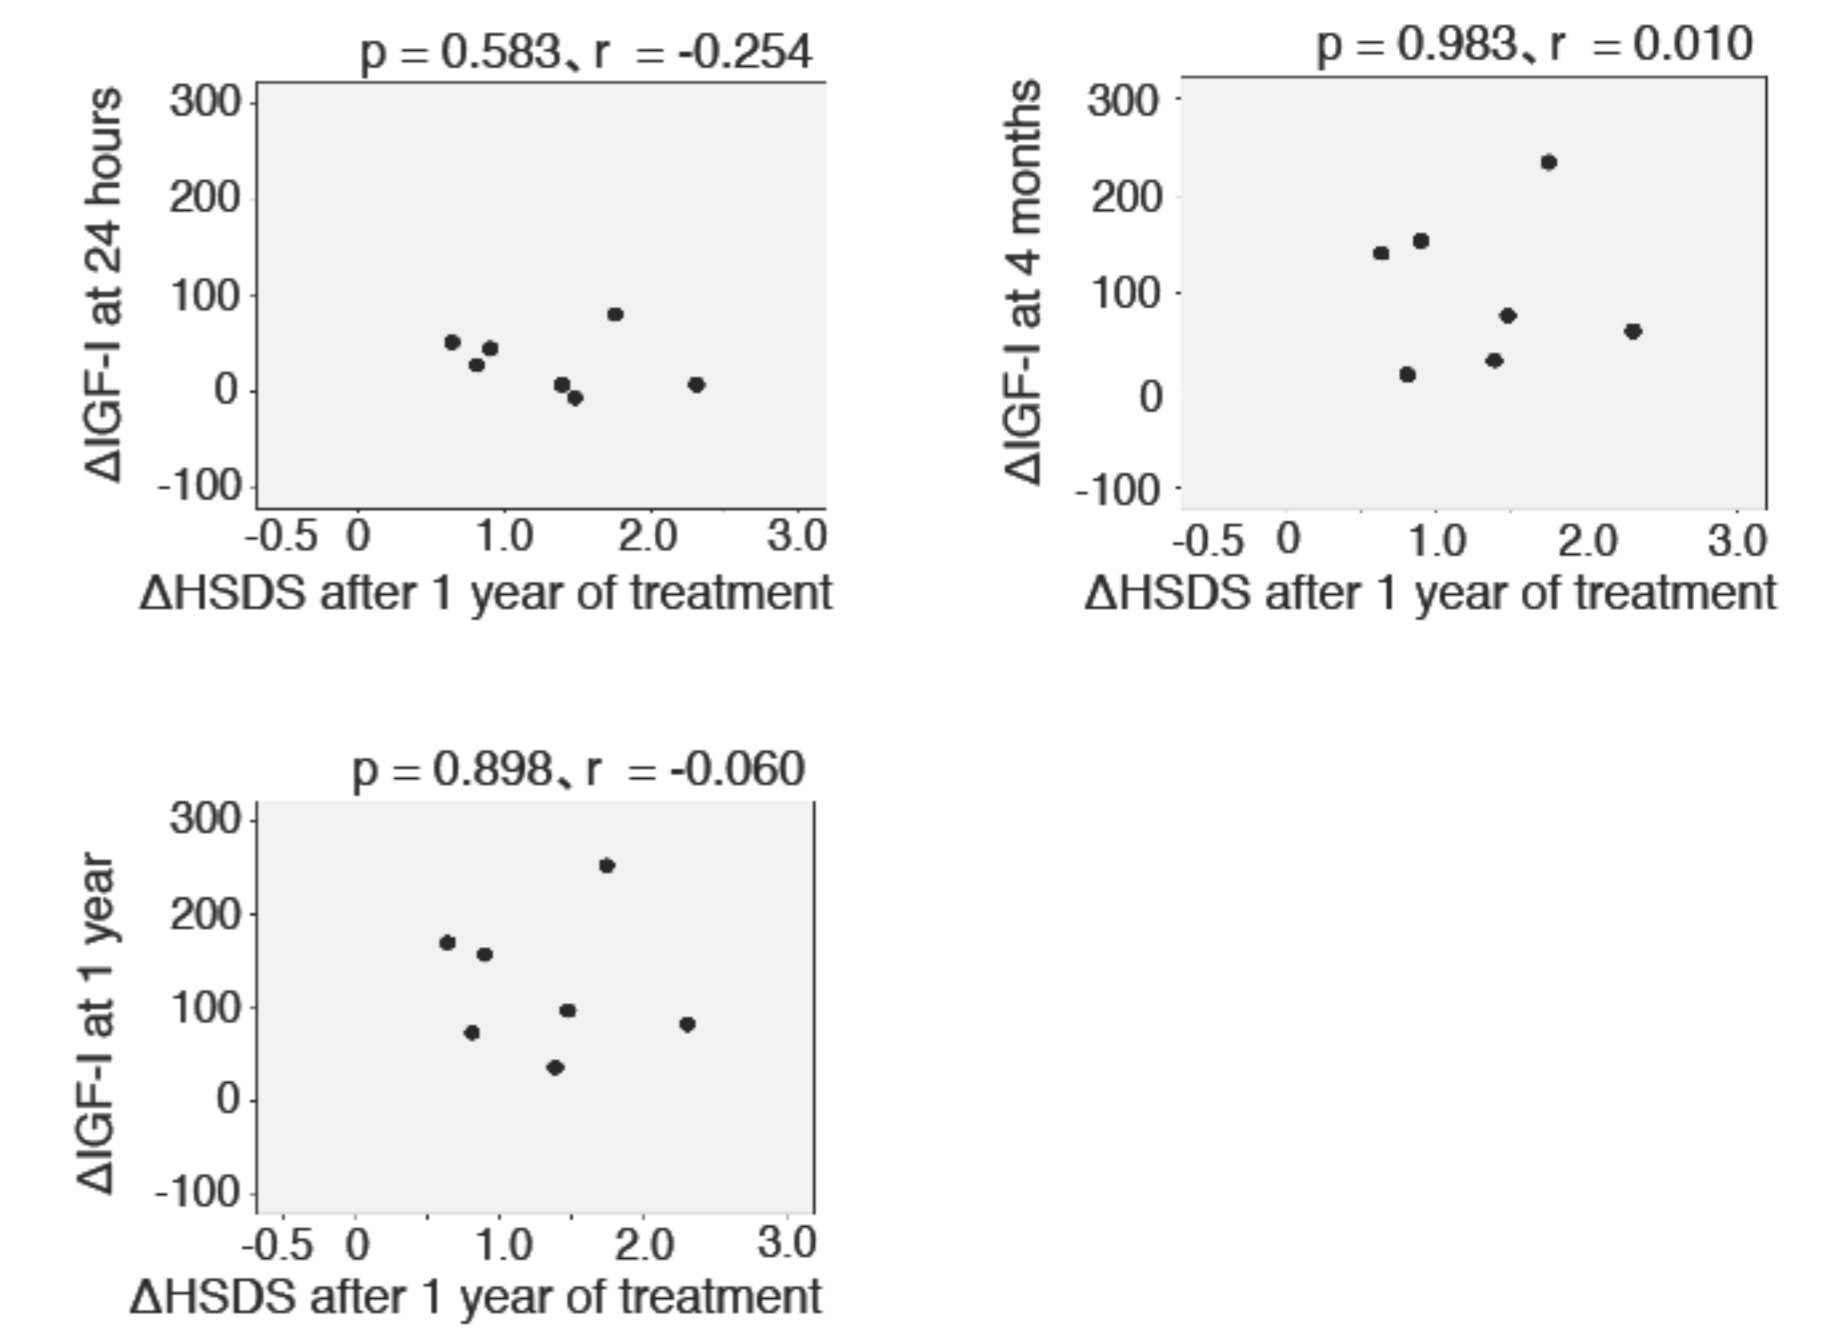 p = 0.583、r = -0.254
ΔIGF-I at 24 hours
300
200
100
0
-100
-0.5 0 1.0 2.0 3.0
ΔHSDS after 1 year of treatment
p = 0.983、r = 0.010
ΔIGF-I at 4 months
300
200
100
0
-100
-0.5 0 1.0 2.0 3.0
ΔHSDS after 1 year of treatment
p = 0.898、r = -0.060
ΔIGF-I at 1 year
300
200
100
0
-100
-0.5 0 1.0 2.0 3.0
ΔHSDS after 1 year of treatment